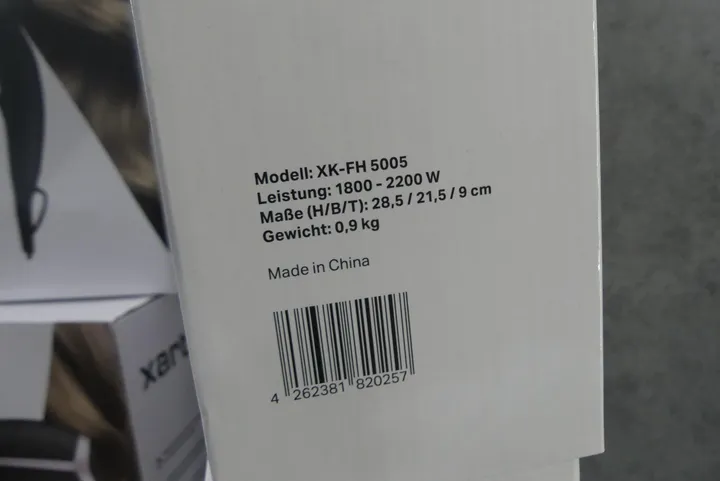 Modell: XK-FH 5005
Leistung: 1800 - 2200 W
Maße (H/B/T): 28,5 / 21,5 / 9 cm
Gewicht: 0,9 kg
Made in China
4 262381 820257